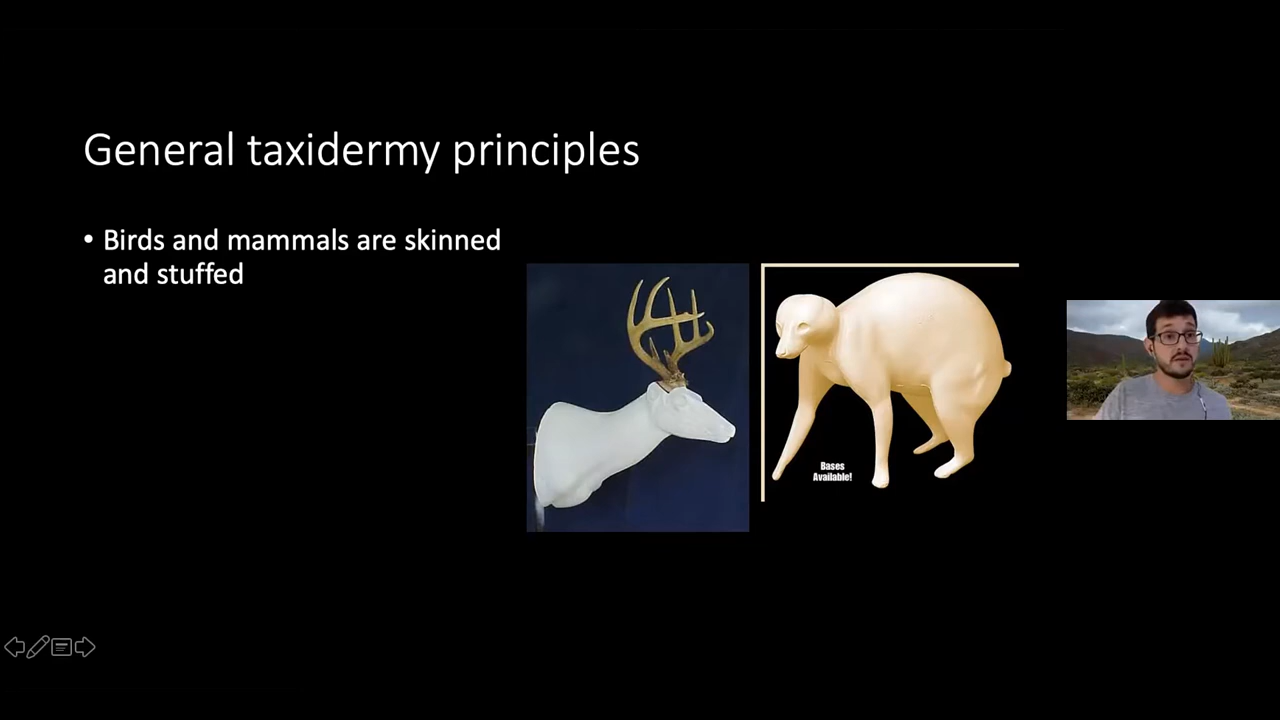 General taxidermy principles
• Birds and mammals are skinned
and stuffed
Bases
Available!